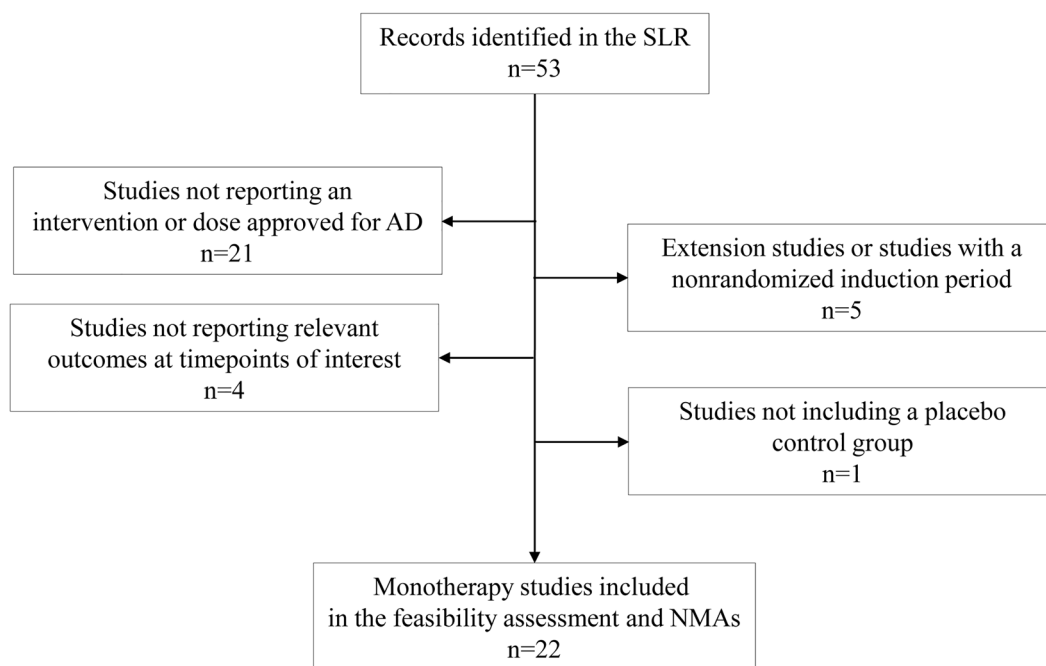 Records identified in the SLR
n=53
Studies not reporting an
intervention or dose approved for AD
n=21
Extension studies or studies with a
nonrandomized induction period
n=5
Studies not reporting relevant
outcomes at timepoints of interest
n=4
Studies not including a placebo
control group
n=1
Monotherapy studies included
in the feasibility assessment and NMAs
n=22